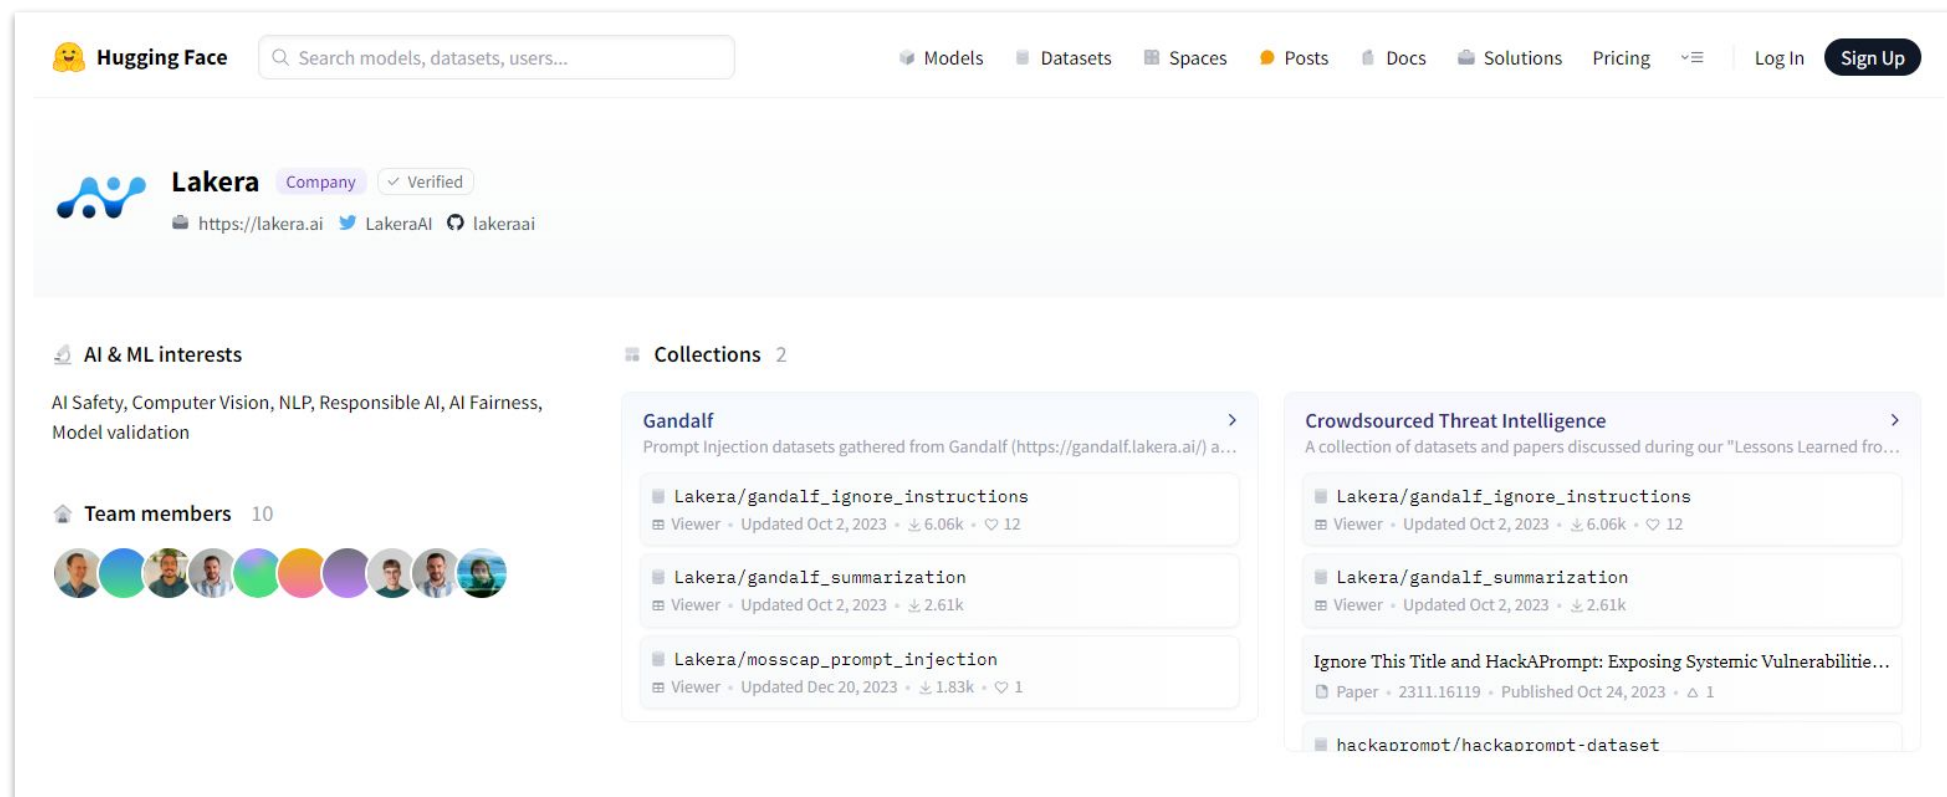 Hugging Face Search models, datasets, users... Models Datasets Spaces Posts Docs Solutions Pricing Log In Sign Up
Lakera Company Verified
https://lakera.ai LakeraAI lakeraai
AI & ML interests
AI Safety, Computer Vision, NLP, Responsible AI, AI Fairness,
Model validation
Team members 10
Collections 2
Gandalf
Prompt Injection datasets gathered from Gandalf (https://gandalf.lakera.ai/) a...
Lakera/gandalf_ignore_instructions
Viewer • Updated Oct 2, 2023 • 6.06k • 12
Lakera/gandalf_summarization
Viewer • Updated Oct 2, 2023 • 2.61k
Lakera/mosscap_prompt_injection
Viewer • Updated Dec 20, 2023 • 1.83k • 1
Crowdsourced Threat Intelligence
A collection of datasets and papers discussed during our "Lessons Learned fro...
Lakera/gandalf_ignore_instructions
Viewer • Updated Oct 2, 2023 • 6.06k • 12
Lakera/gandalf_summarization
Viewer • Updated Oct 2, 2023 • 2.61k
Ignore This Title and HackAPrompt: Exposing Systemic Vulnerabilitie...
Paper • 2311.16119 • Published Oct 24, 2023 • 1
hackaprompt/hackaprompt-dataset